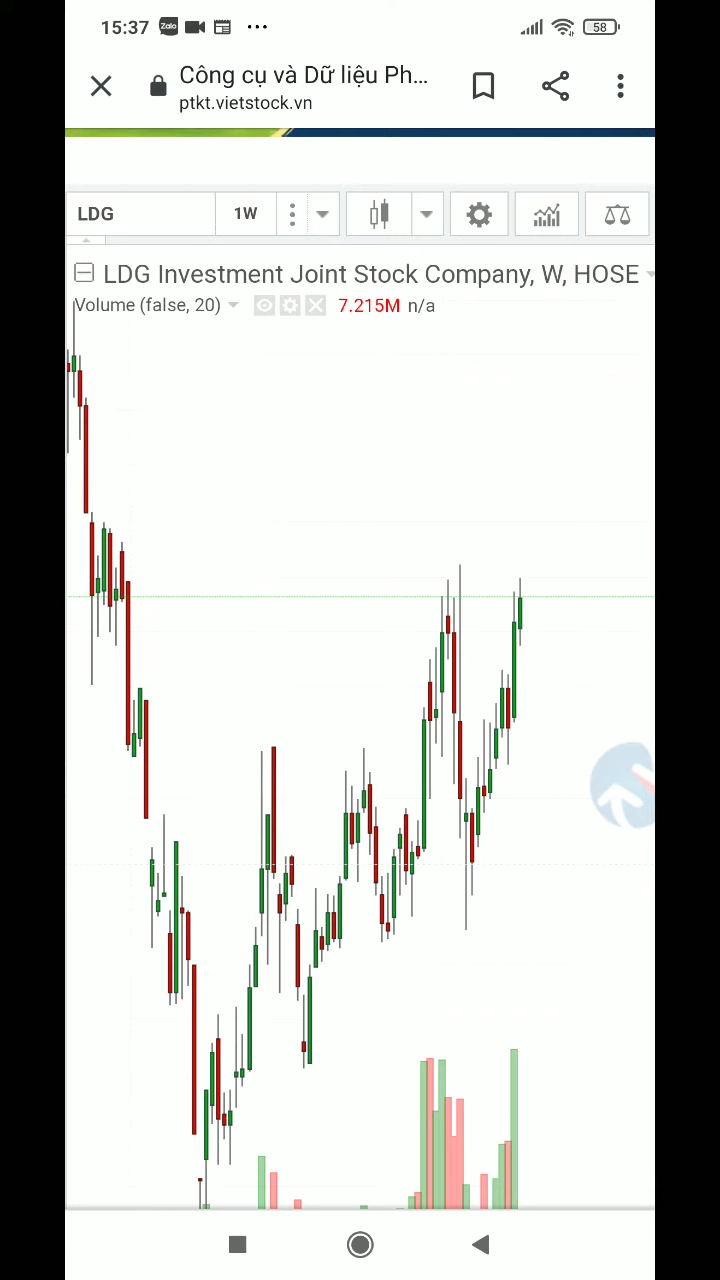 15:37 Zalo ... 58
Công cụ và Dữ liệu Ph...
ptkt.vietstock.vn
LDG 1W
LDG Investment Joint Stock Company, W, HOSE
Volume (false, 20) 7.215M n/a